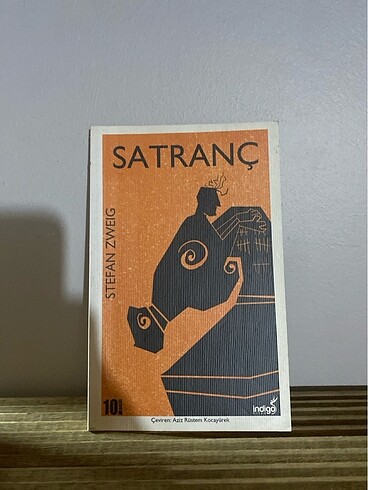 SATRANÇ
STEFAN ZWEIG
10
indigo
Çeviren: Aziz Rüstem Kocayürek